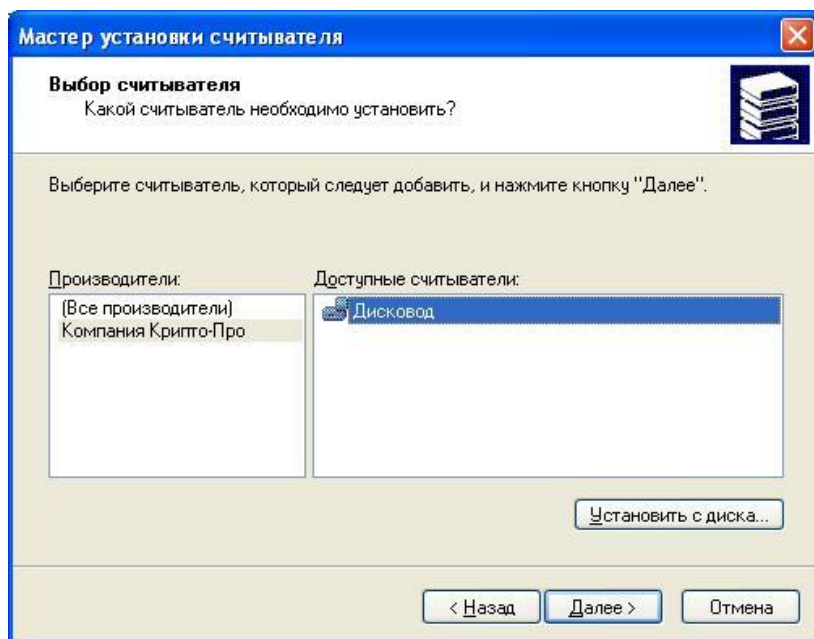 Мастер установки считывателя
Выбор считывателя
Какой считыватель необходимо установить?
Выберите считыватель, который следует добавить, и нажмите кнопку "Далее".
Производители:
(Все производители)
Компания Крипто-Про
Доступные считыватели:
Дисковод
Установить с диска...
< Назад
Далее >
Отмена